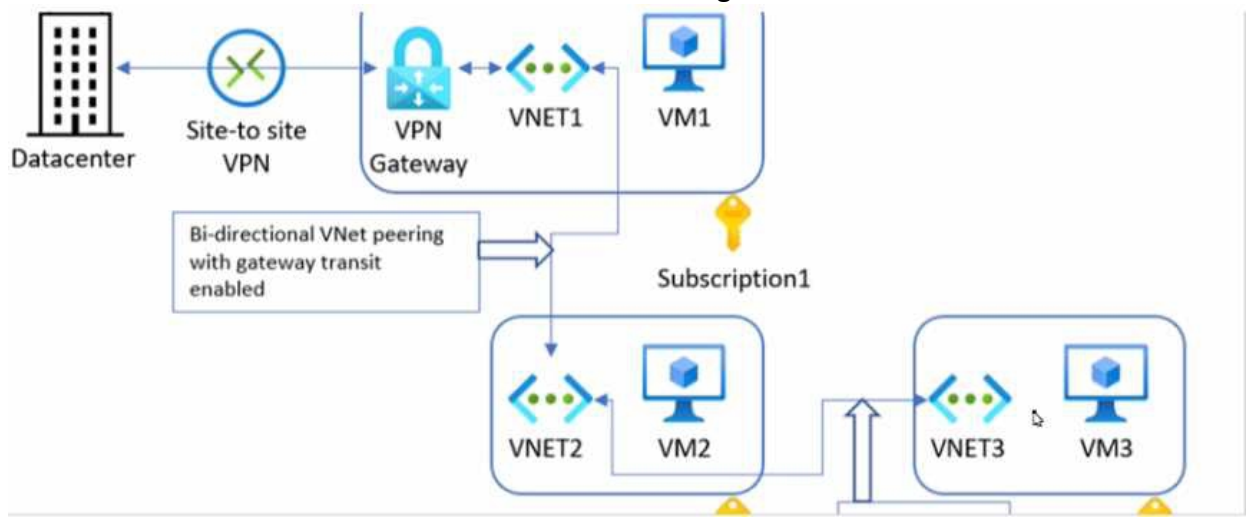 Datacenter
Site-to site
VPN
VPN
Gateway
VNET1
VM1
Bi-directional VNet peering
with gateway transit
enabled
Subscription1
VNET2
VM2
VNET3
VM3